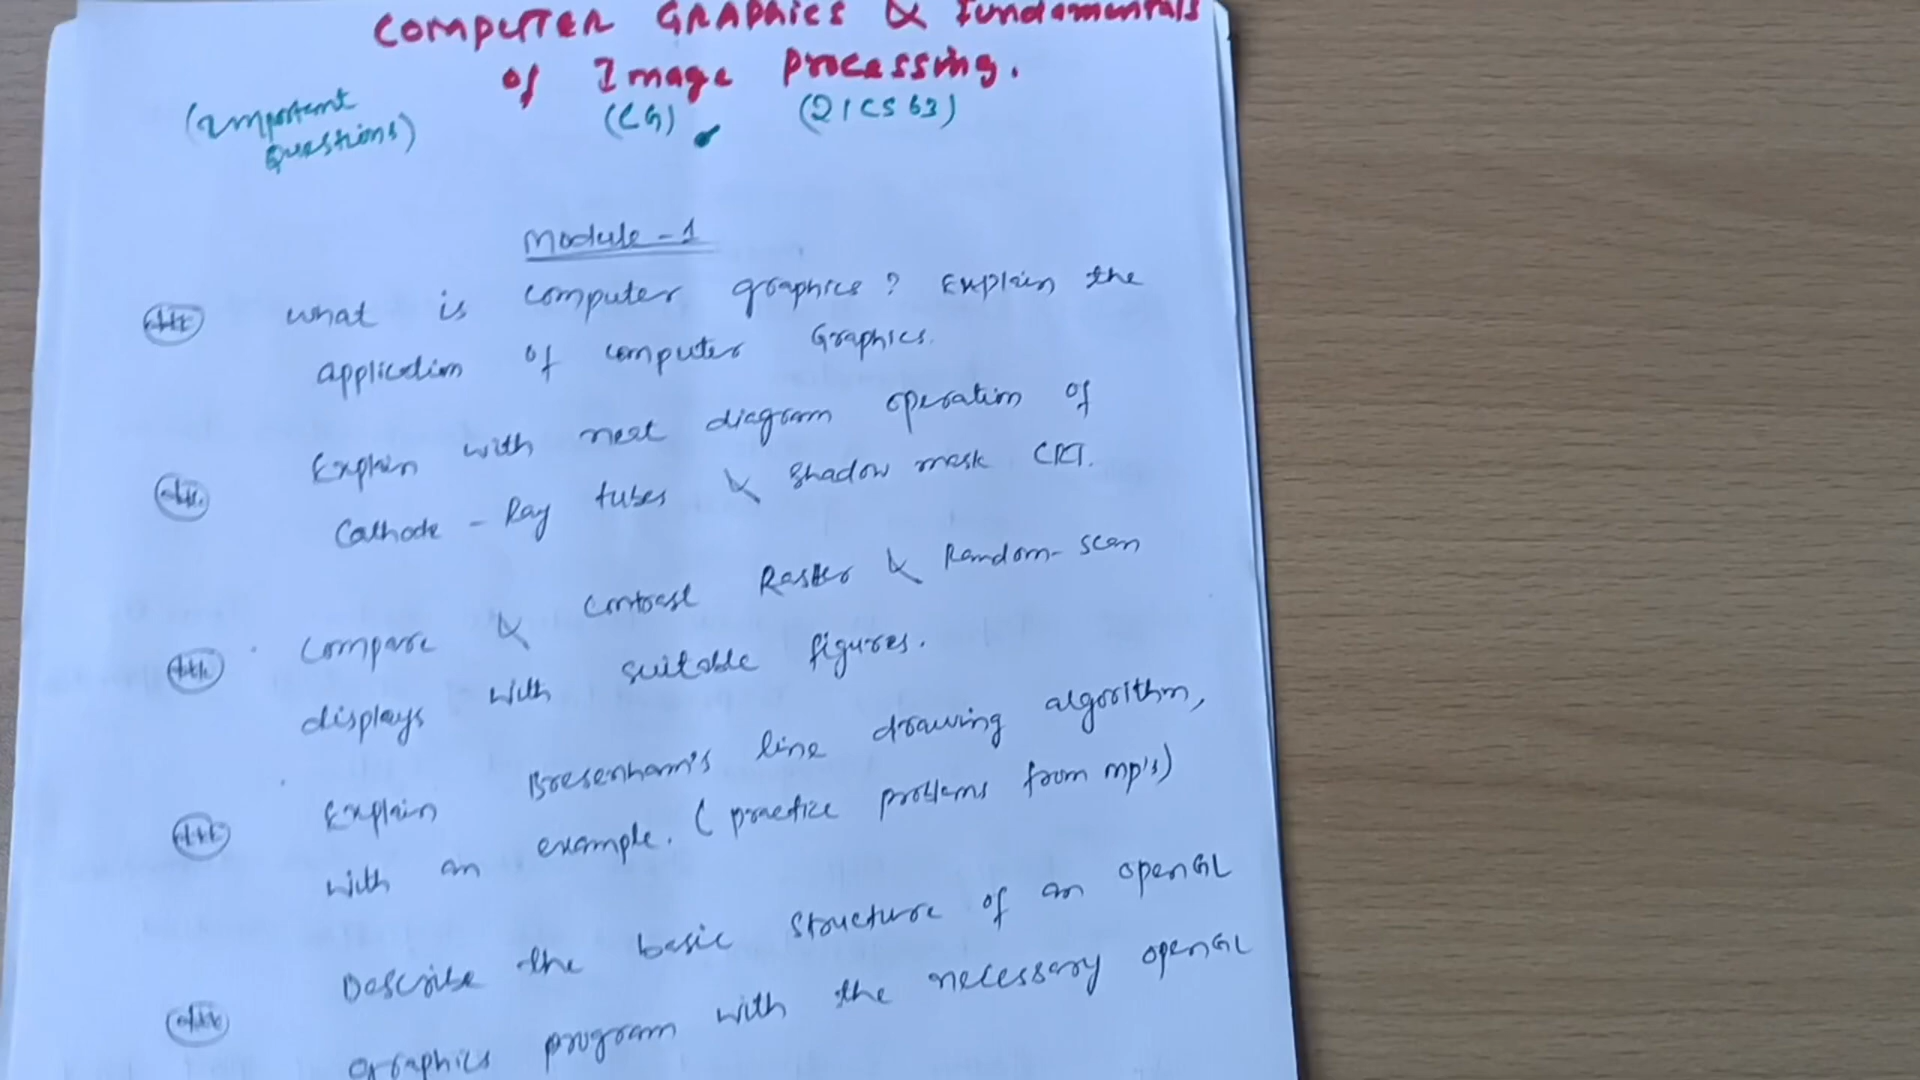 COMPUTER GRAPHICS & Fundamentals
of Image Processing.
(Important
questions)
(CG) (21CS63)
Module-1
What is computer graphics? Explain the
application of computer Graphics.
Explain with neat diagram operation of
Cathode-Ray tubes & shadow mask CRT.
Compare & contrast Raster & Random-scan
displays with suitable figures.
Explain Bresenham's line drawing algorithm,
with an example. (practice problems from mp's)
Describe the basic structure of an openGL
graphics program with the necessary openGL